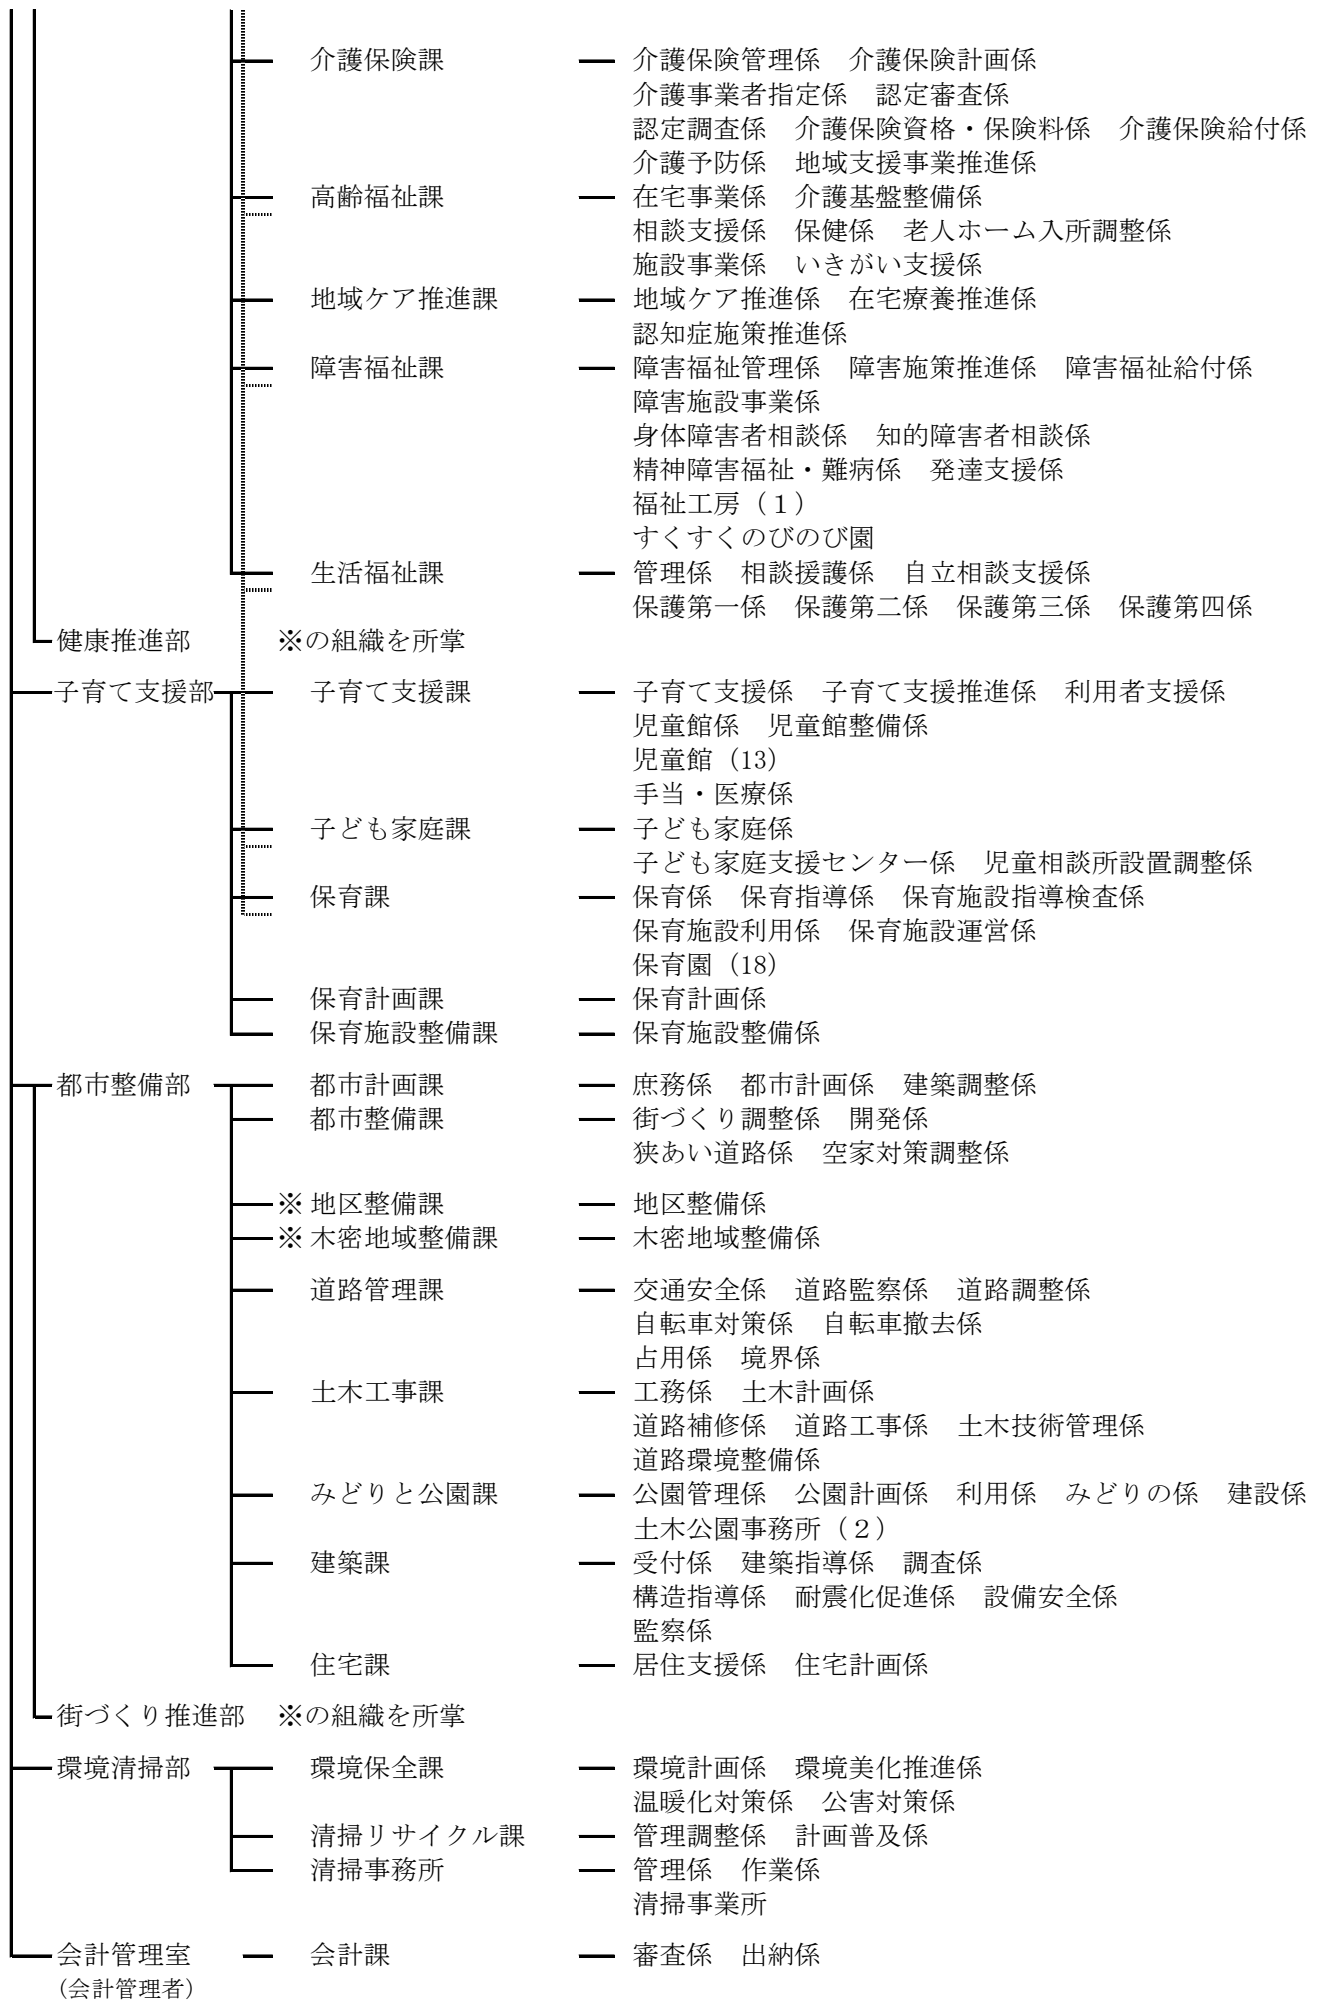 介護保険課 介護保険管理係 介護保険計画係
介護事業者指定係 認定審査係
認定調査係 介護保険資格・保険料係 介護保険給付係
介護予防係 地域支援事業推進係
高齢福祉課 在宅事業係 介護基盤整備係
相談支援係 保健係 老人ホーム入所調整係
施設事業係 いきがい支援係
地域ケア推進課 地域ケア推進係 在宅療養推進係
認知症施策推進係
障害福祉課 障害福祉管理係 障害施策推進係 障害福祉給付係
障害施設事業係
身体障害者相談係 知的障害者相談係
精神障害福祉・難病係 発達支援係
福祉工房（１）
すくすくのびのび園
生活福祉課 管理係 相談援護係 自立相談支援係
保護第一係 保護第二係 保護第三係 保護第四係
健康推進部 ※の組織を所掌
子育て支援部 子育て支援課 子育て支援係 子育て支援推進係 利用者支援係
児童館係 児童館整備係
児童館（13）
手当・医療係
子ども家庭課 子ども家庭係
子ども家庭支援センター係 児童相談所設置調整係
保育課 保育係 保育指導係 保育施設指導検査係
保育施設利用係 保育施設運営係
保育園（18）
保育計画課 保育計画係
保育施設整備課 保育施設整備係
都市整備部 都市計画課 庶務係 都市計画係 建築調整係
都市整備課 街づくり調整係 開発係
狭あい道路係 空家対策調整係
※ 地区整備課 地区整備係
※ 木密地域整備課 木密地域整備係
道路管理課 交通安全係 道路監察係 道路調整係
自転車対策係 自転車撤去係
占用係 境界係
土木工事課 工務係 土木計画係
道路補修係 道路工事係 土木技術管理係
道路環境整備係
みどりと公園課 公園管理係 公園計画係 利用係 みどりの係 建設係
土木公園事務所（２）
建築課 受付係 建築指導係 調査係
構造指導係 耐震化促進係 設備安全係
監察係
住宅課 居住支援係 住宅計画係
街づくり推進部 ※の組織を所掌
環境清掃部 環境保全課 環境計画係 環境美化推進係
温暖化対策係 公害対策係
清掃リサイクル課 管理調整係 計画普及係
清掃事務所 管理係 作業係
清掃事業所
会計管理室 会計課 審査係 出納係
（会計管理者）